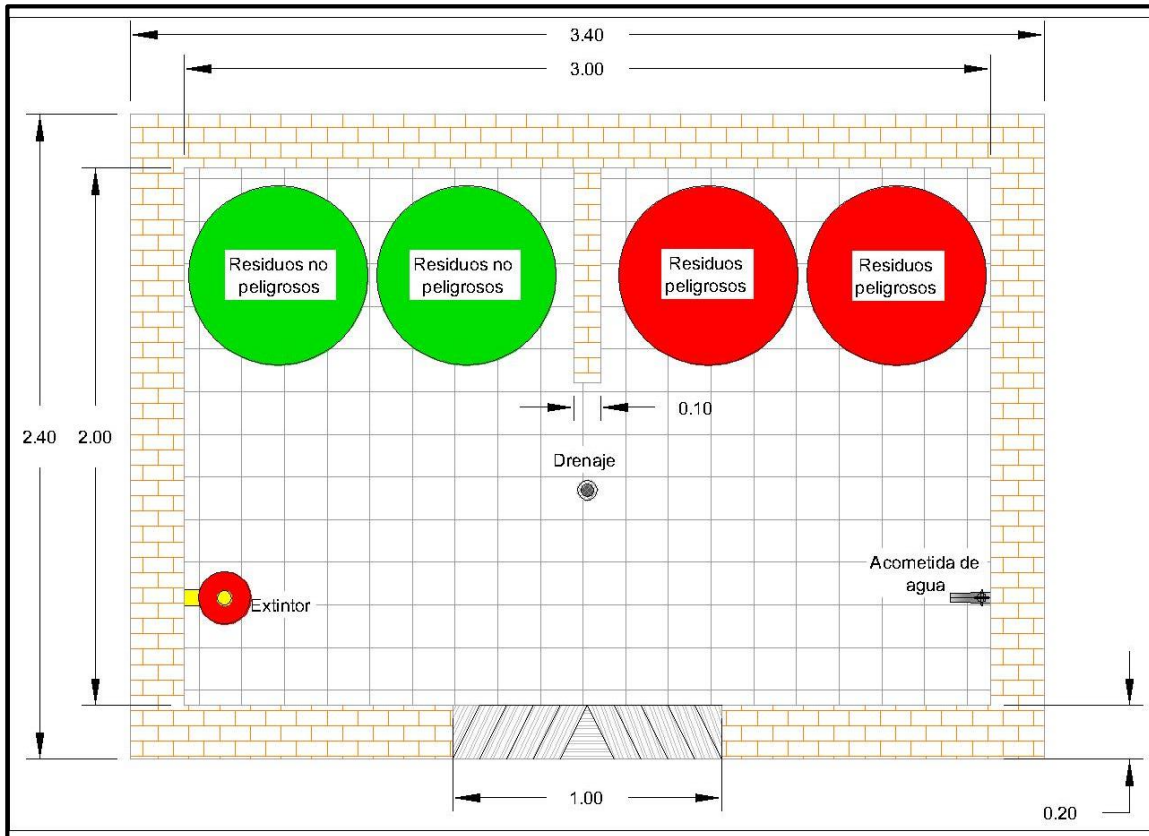 3.40
3.00
Residuos no
peligrosos
Residuos no
peligrosos
Residuos
peligrosos
Residuos
peligrosos
2.40
2.00
0.10
Drenaje
Acometida de
agua
Extintor
1.00
0.20